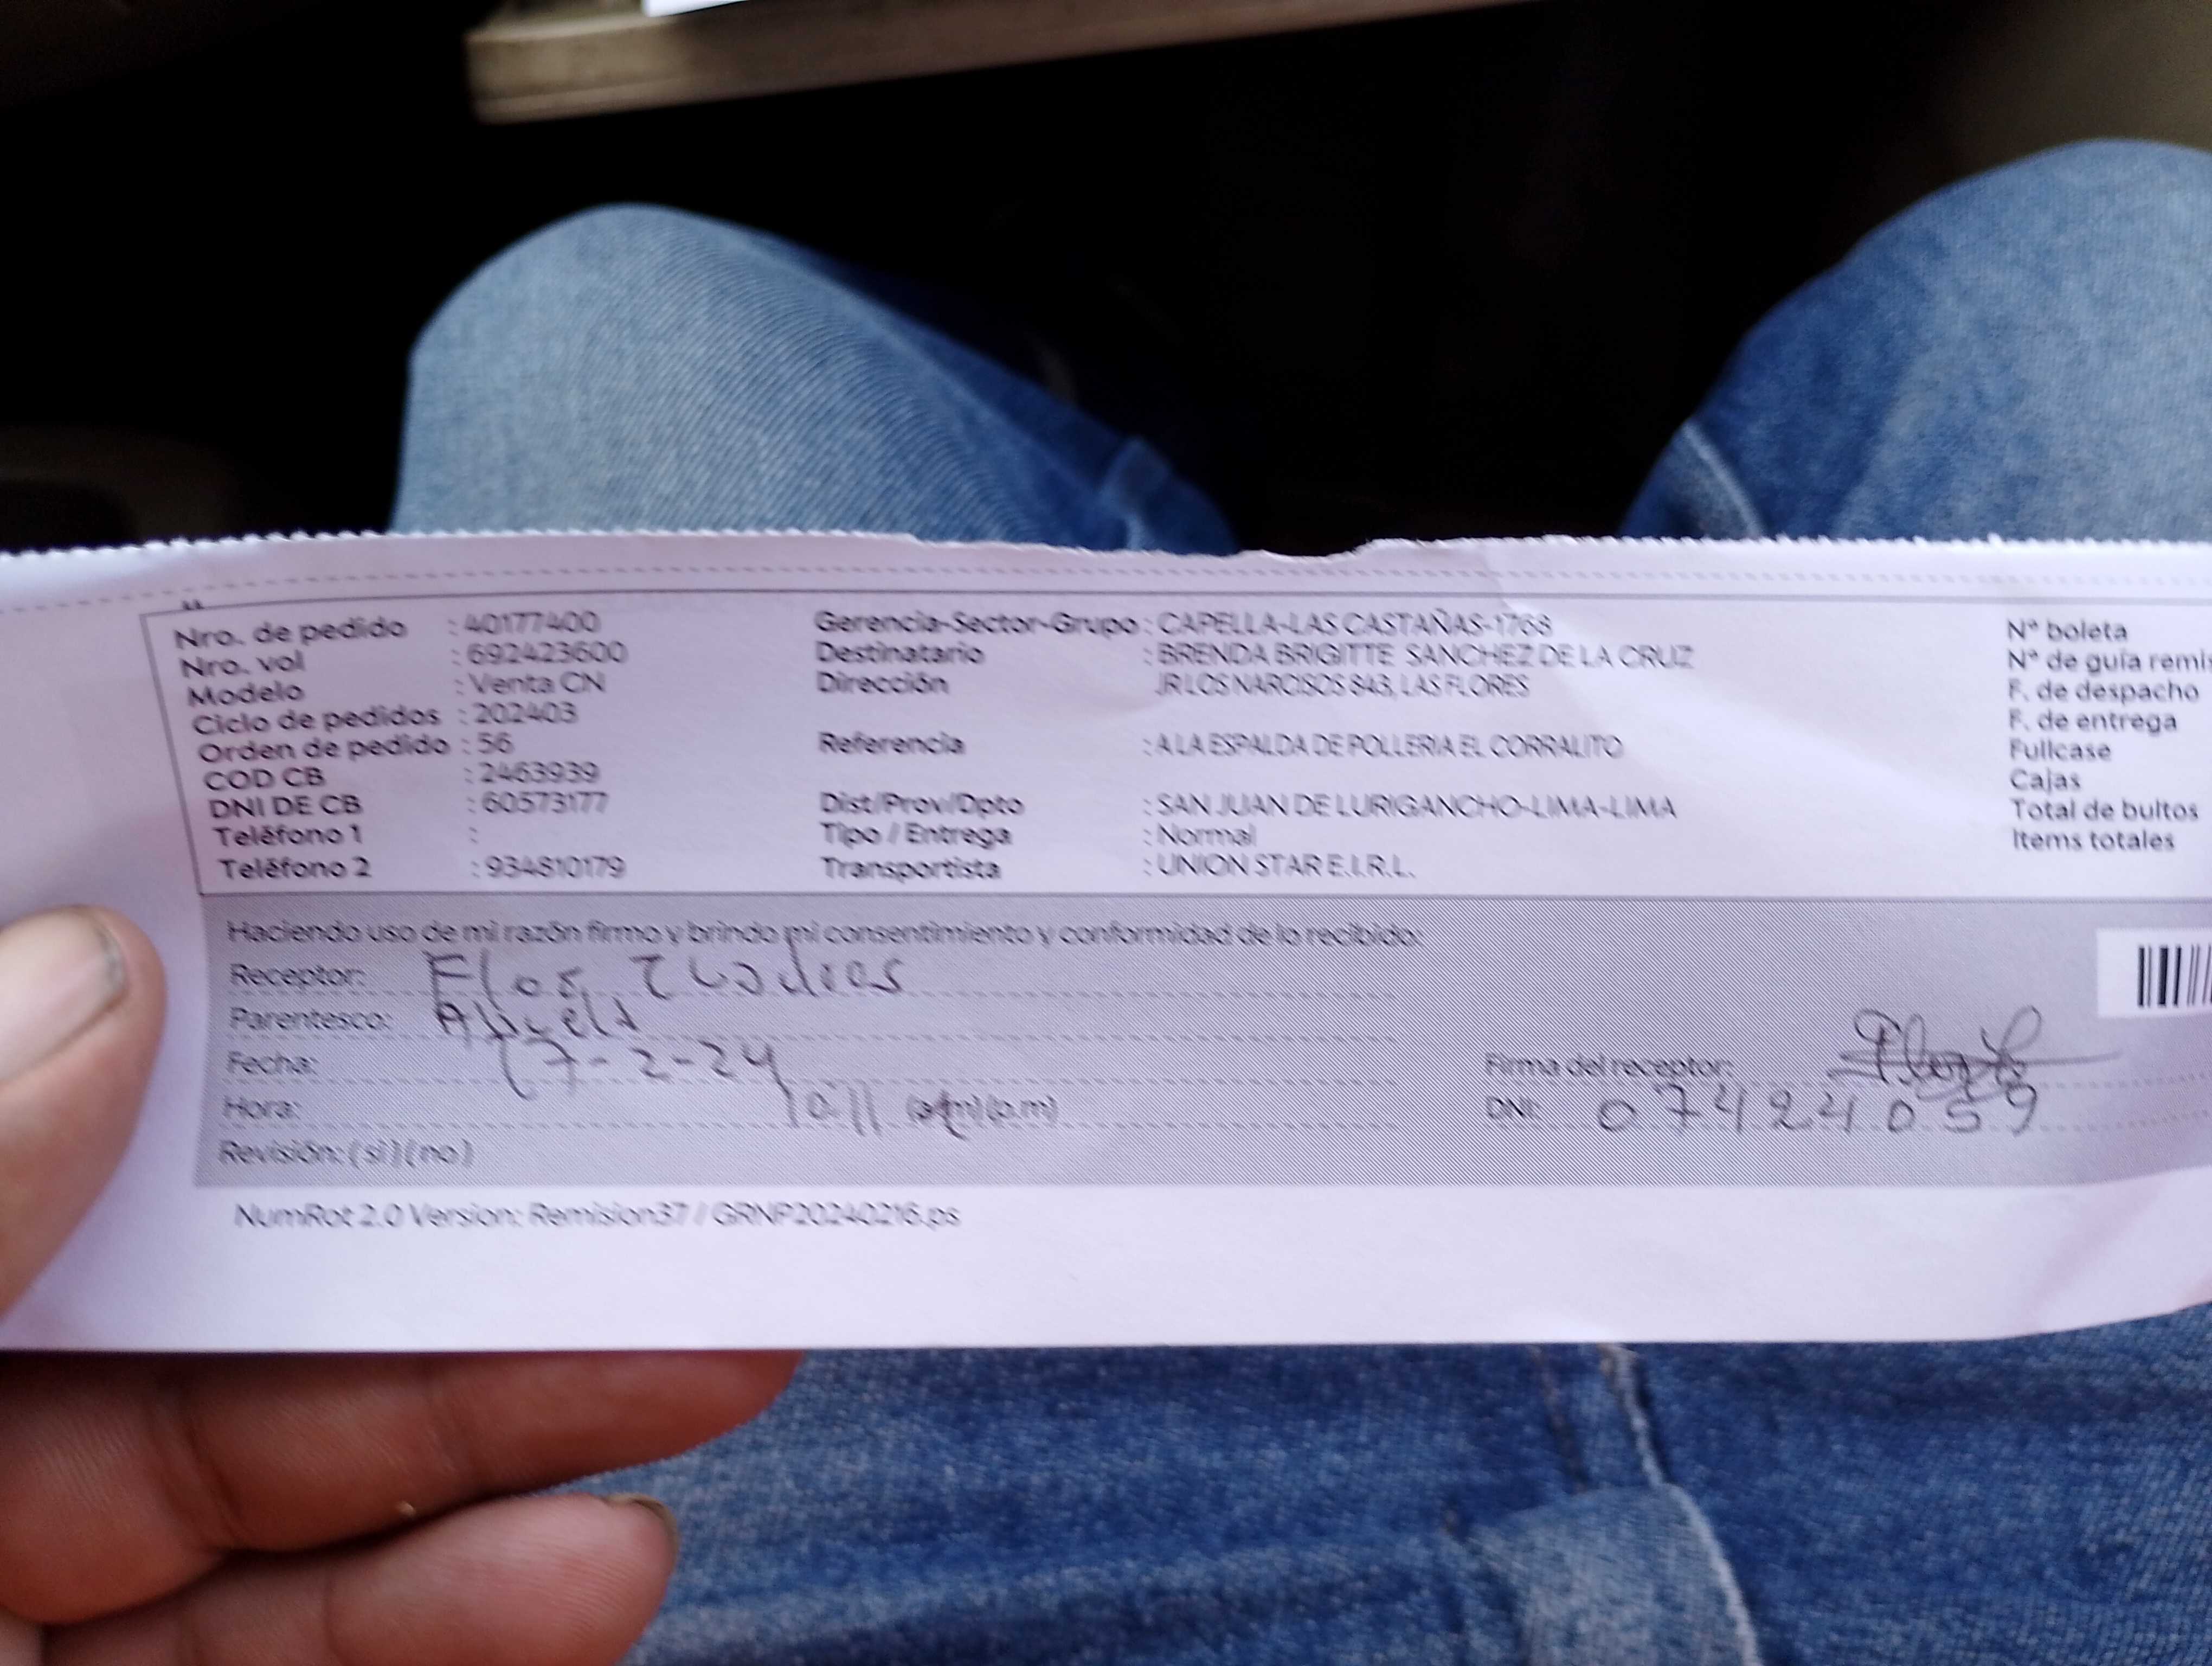 Nro. de pedido : 40177400
Nro. vol : 692423600
Modelo : Venta CN
Ciclo de pedidos : 202403
Orden de pedido : 56
COD CB : 2463939
DNI DE CB : 60573177
Teléfono 1 :
Teléfono 2 : 934810179
Gerencia-Sector-Grupo : CAPELLA-LAS CASTAÑAS-1768
Destinatario : BRENDA BRIGITTE SANCHEZ DE LA CRUZ
Dirección JR LOS NARCISOS 843, LAS FLORES
Referencia : A LA ESPALDA DE POLLERIA EL CORRALITO
Dist/Prov/Dpto : SAN JUAN DE LURIGANCHO-LIMA-LIMA
Tipo / Entrega : Normal
Transportista : UNION STAR E.I.R.L.
N° boleta
N° de guía remis
F. de despacho
F. de entrega
Fullcase
Cajas
Total de bultos
Items totales
Haciendo uso de mi razón firmo y brindo mi consentimiento y conformidad de lo recibido:
Receptor: Flor
Parentesco: Abuela
Fecha: 17-2-24
Hora: 10.11 (a.m) (p.m)
Revisión: (si) (no)
Firma del receptor:
DNI: 07424059
NumRot 2.0 Version: Remision37 / GRNP20240216.ps